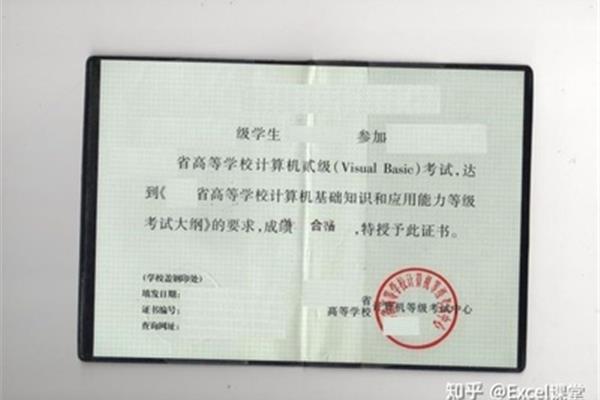 级学生 参加
省高等学校计算机贰级(Visual Basic)考试,达
到《 省高等学校计算机基础知识和应用能力等级
考试大纲》的要求,成绩 合格 ,特授予此证书。
(学校盖钢印处)
填发日期:
证书编号:
查询网址:
省
高等学校计算机等级考试中心
知乎 @Excel课堂